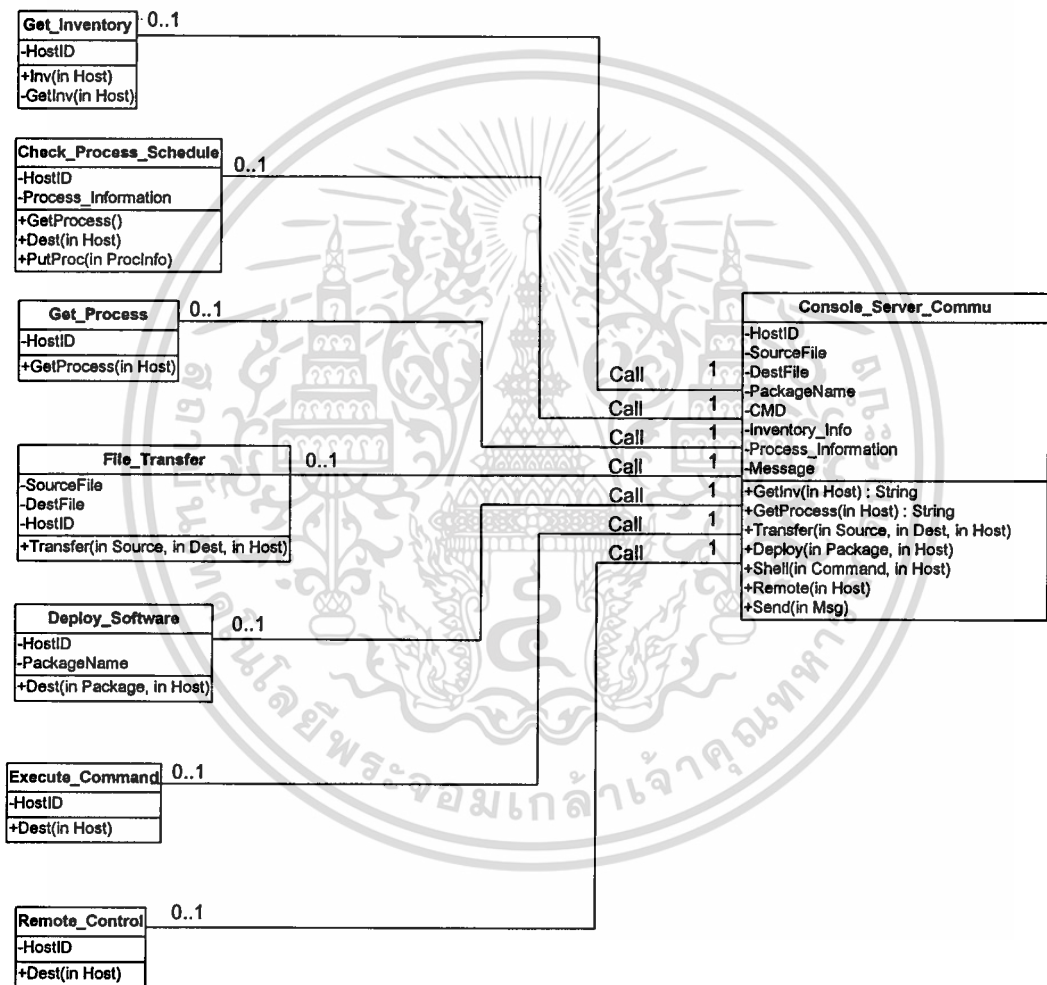 Get_Inventory
-HostID
+Inv(in Host)
-GetInv(in Host)
0..1
Check_Process_Schedule
-HostID
-Process_Information
+GetProcess()
+Dest(in Host)
+PutProc(in ProcInfo)
0..1
Get_Process
-HostID
+GetProcess(in Host)
0..1
File_Transfer
-SourceFile
-DestFile
-HostID
+Transfer(in Source, in Dest, in Host)
0..1
Deploy_Software
-HostID
-PackageName
+Dest(in Package, in Host)
0..1
Execute_Command
-HostID
+Dest(in Host)
0..1
Remote_Control
-HostID
+Dest(in Host)
0..1
Call 1
Call 1
Call 1
Call 1
Call 1
Call 1
Call 1
Console_Server_Commu
-HostID
-SourceFile
-DestFile
-PackageName
-CMD
-Inventory_Info
-Process_Information
-Message
+GetInv(in Host) : String
+GetProcess(in Host) : String
+Transfer(in Source, in Dest, in Host)
+Deploy(in Package, in Host)
+Shell(in Command, in Host)
+Remote(in Host)
+Send(in Msg)